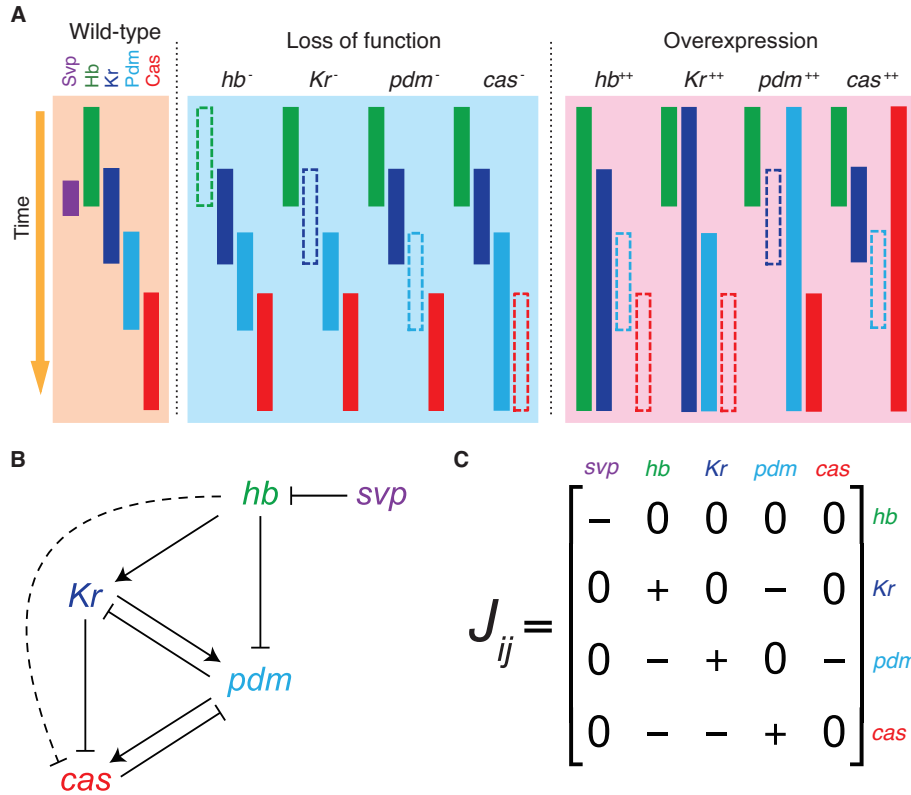 A
Wild-type
Loss of function
Overexpression
Svp Hb Kr Pdm Cas
hb⁻ Kr⁻ pdm⁻ cas⁻
hb⁺⁺ Kr⁺⁺ pdm⁺⁺ cas⁺⁺
Time
B
hb svp
Kr
pdm
cas
C
svp hb Kr pdm cas
− 0 0 0 0 hb
0 + 0 − 0 Kr
J_ij =
0 − + 0 − pdm
0 − − + 0 cas